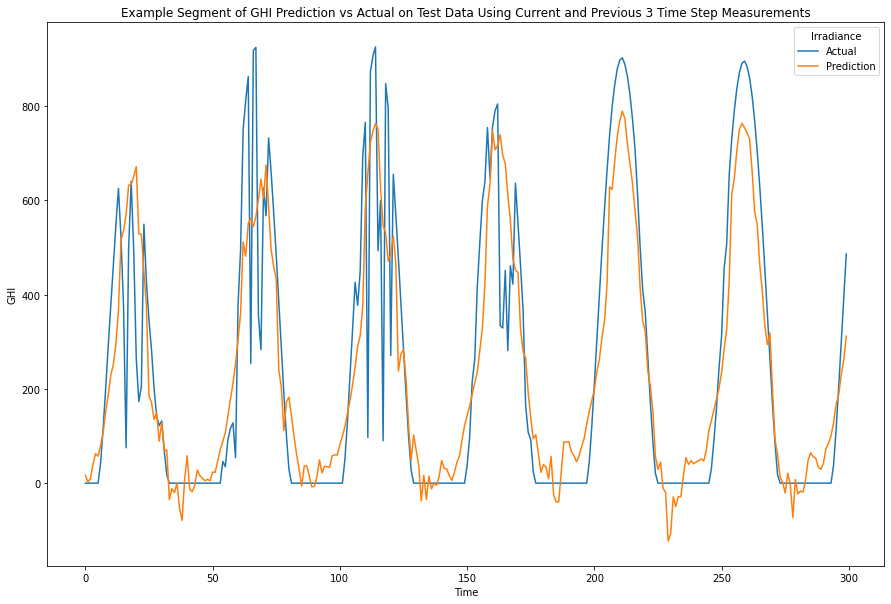 Example Segment of GHI Prediction vs Actual on Test Data Using Current and Previous 3 Time Step Measurements
Irradiance
Actual
Prediction
800
600
400
200
0
GHI
0 50 100 150 200 250 300
Time